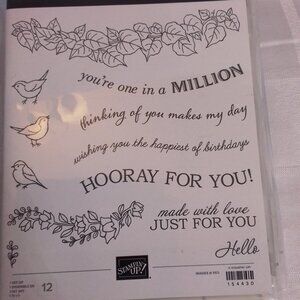 you're one in a MILLION
thinking of you makes my day
wishing you the happiest of birthdays
HOORAY FOR YOU!
made with love
JUST FOR YOU
Hello
STAMPIN' UP!
12
154430